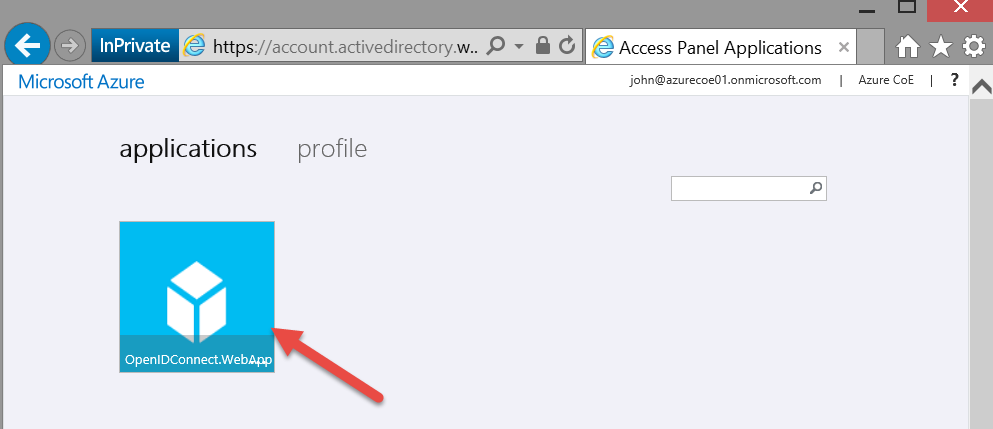 InPrivate https://account.activedirectory.w... Access Panel Applications
Microsoft Azure john@azurecoe01.onmicrosoft.com | Azure CoE | ?
applications profile
OpenIDConnect.WebApp ...